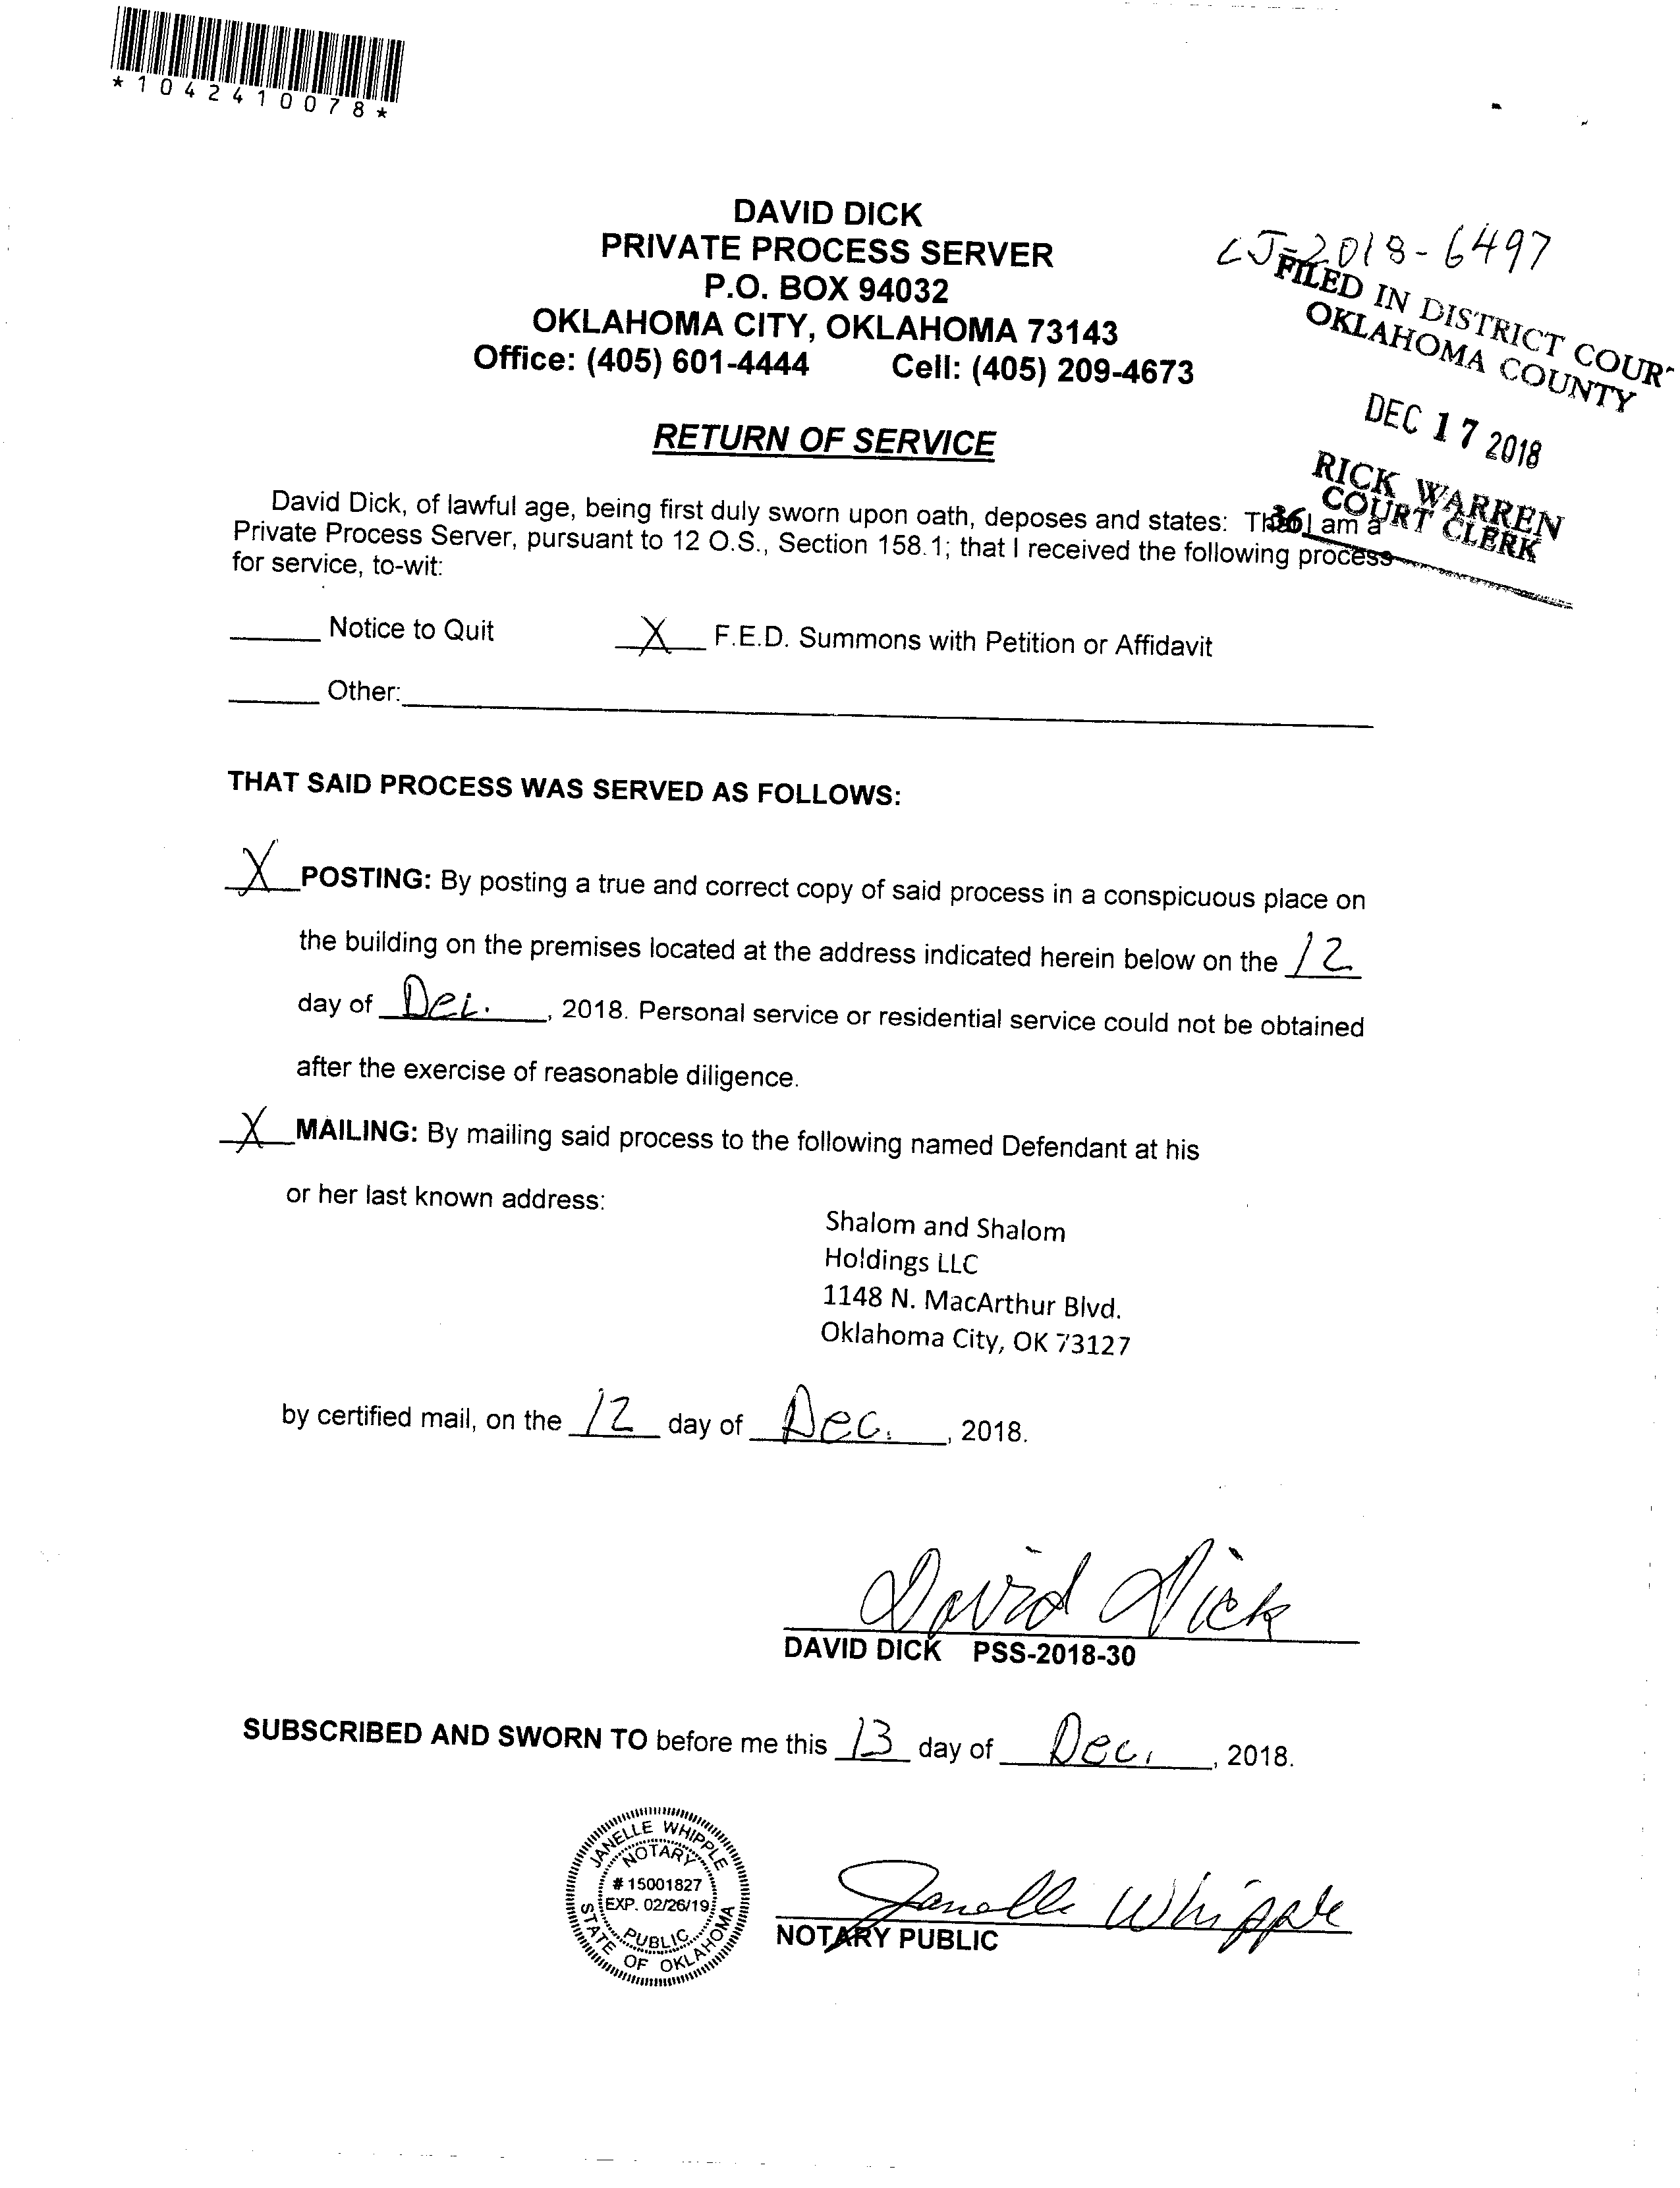 *1042410078*
DAVID DICK
PRIVATE PROCESS SERVER
P.O. BOX 94032
OKLAHOMA CITY, OKLAHOMA 73143
Office: (405) 601-4444 Cell: (405) 209-4673
CJ-2018-6497
FILED IN DISTRICT COURT
OKLAHOMA COUNTY
DEC 17 2018
RICK WARREN
COURT CLERK
36
RETURN OF SERVICE
David Dick, of lawful age, being first duly sworn upon oath, deposes and states: That I am a
Private Process Server, pursuant to 12 O.S., Section 158.1; that I received the following process
for service, to-wit:
____ Notice to Quit X F.E.D. Summons with Petition or Affidavit
____ Other:____
THAT SAID PROCESS WAS SERVED AS FOLLOWS:
X POSTING: By posting a true and correct copy of said process in a conspicuous place on
the building on the premises located at the address indicated herein below on the 12
day of Dec., 2018. Personal service or residential service could not be obtained
after the exercise of reasonable diligence.
X MAILING: By mailing said process to the following named Defendant at his
or her last known address:
Shalom and Shalom
Holdings LLC
1148 N. MacArthur Blvd.
Oklahoma City, OK 73127
by certified mail, on the 12 day of Dec., 2018.
David Dick
DAVID DICK PSS-2018-30
SUBSCRIBED AND SWORN TO before me this 13 day of Dec., 2018.
JANELLE WHIPPLE
NOTARY
# 15001827
EXP. 02/26/19
PUBLIC
STATE OF OKLAHOMA
Janelle Whipple
NOTARY PUBLIC